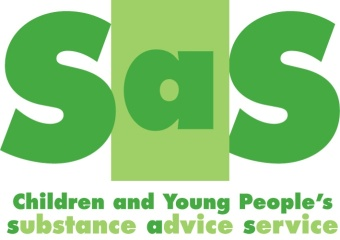 SaS
Children and Young People's
substance advice service